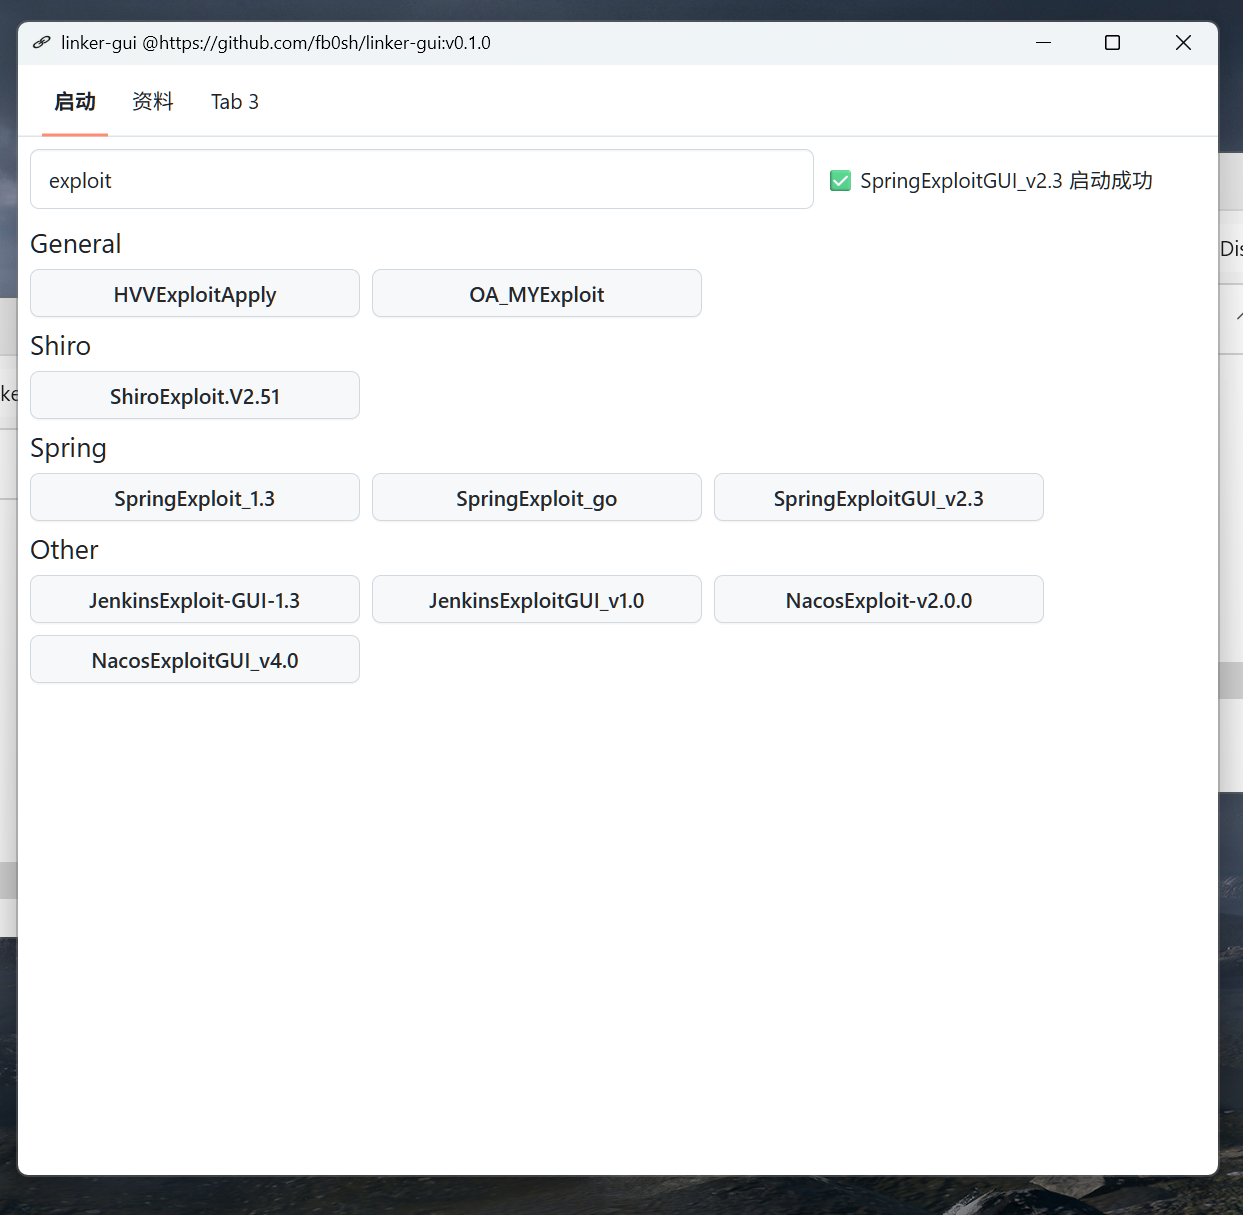 linker-gui @https://github.com/fb0sh/linker-gui:v0.1.0
启动 资料 Tab 3
exploit
✅ SpringExploitGUI_v2.3 启动成功
General
HVVExploitApply OA_MYExploit
Shiro
ShiroExploit.V2.51
Spring
SpringExploit_1.3 SpringExploit_go SpringExploitGUI_v2.3
Other
JenkinsExploit-GUI-1.3 JenkinsExploitGUI_v1.0 NacosExploit-v2.0.0
NacosExploitGUI_v4.0